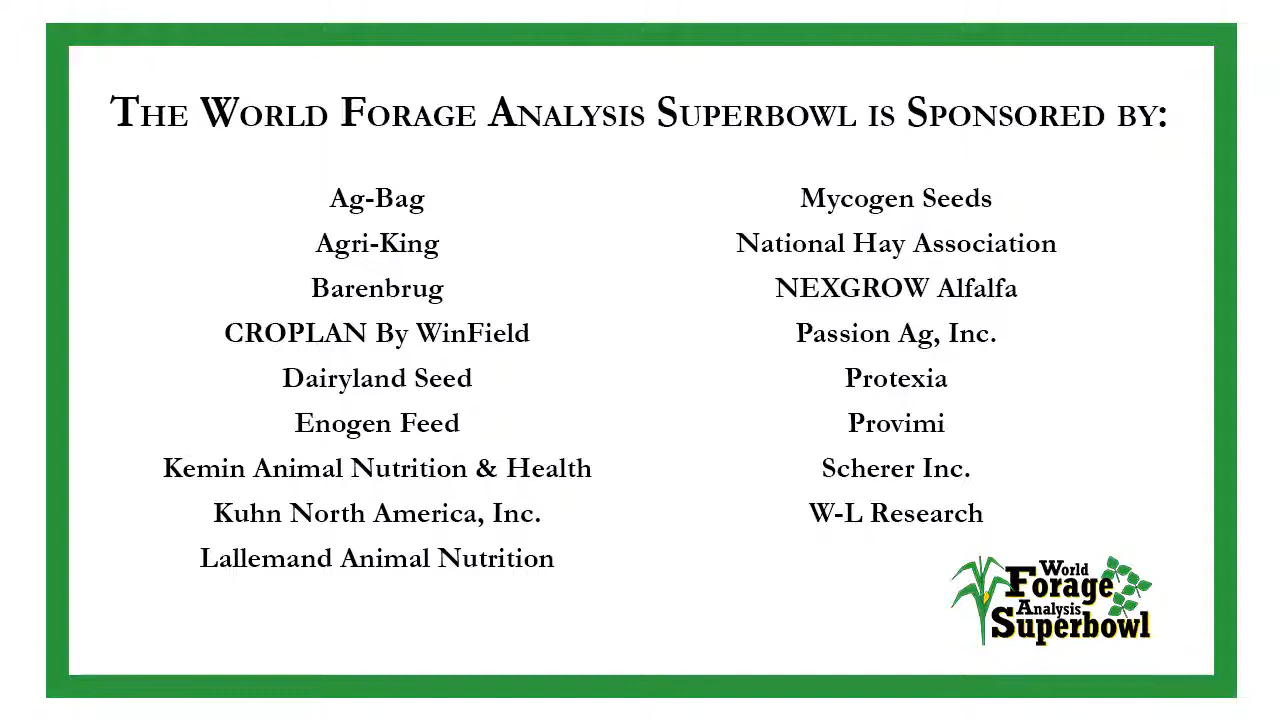 The World Forage Analysis Superbowl is Sponsored by:
Ag-Bag
Agri-King
Barenbrug
CROPLAN By WinField
Dairyland Seed
Enogen Feed
Kemin Animal Nutrition & Health
Kuhn North America, Inc.
Lallemand Animal Nutrition
Mycogen Seeds
National Hay Association
NEXGROW Alfalfa
Passion Ag, Inc.
Protexia
Provimi
Scherer Inc.
W-L Research
World
Forage
Analysis
Superbowl